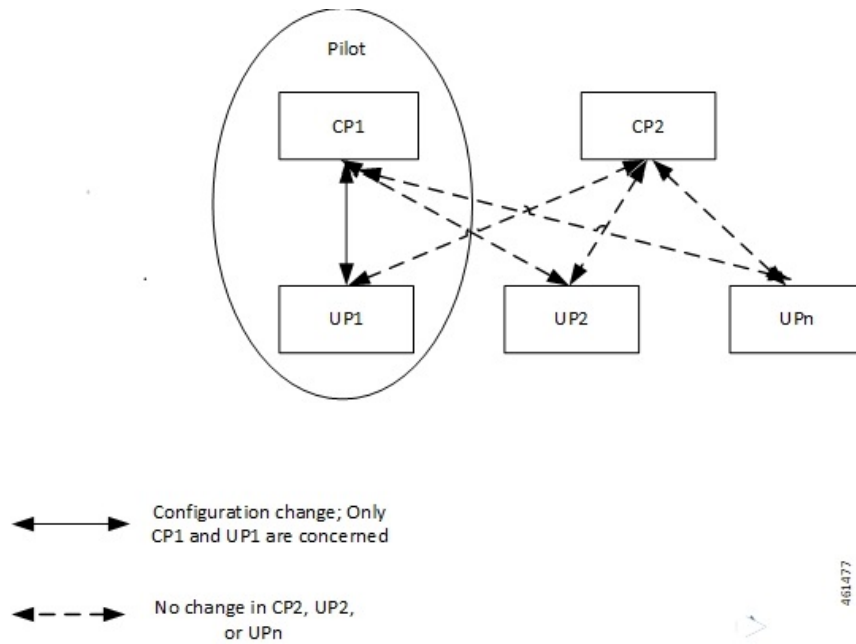 Pilot
CP1
CP2
UP1
UP2
UPn
Configuration change; Only
CP1 and UP1 are concerned
No change in CP2, UP2,
or UPn
461477